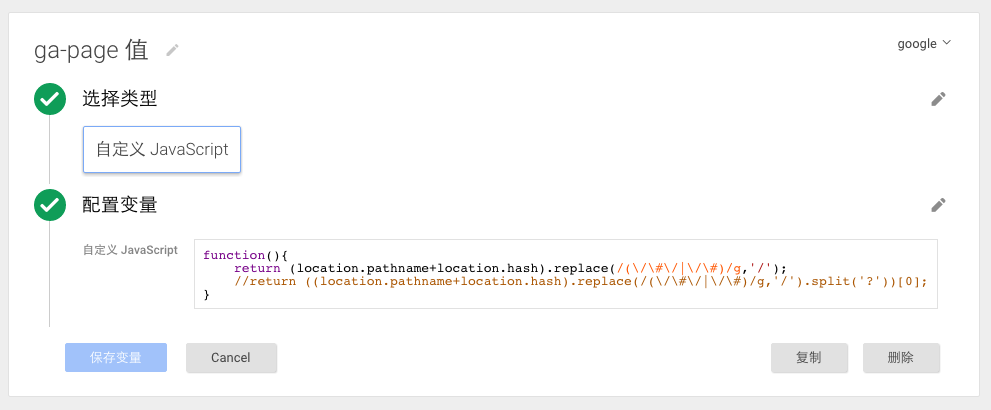 ga-page 值
google
选择类型
自定义 JavaScript
配置变量
自定义 JavaScript
function(){
    return (location.pathname+location.hash).replace(/(\/\#\/|\/\#)/g,'/');
    //return ((location.pathname+location.hash).replace(/(\/\#\/|\/\#)/g,'/').split('?'))[0];
}
保存变量
Cancel
复制
删除